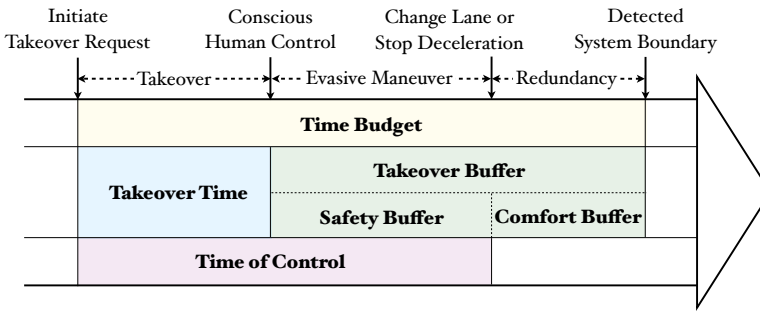 Initiate
Takeover Request
Conscious
Human Control
Change Lane or
Stop Deceleration
Detected
System Boundary
Takeover
Evasive Maneuver
Redundancy
Time Budget
Takeover Time
Takeover Buffer
Safety Buffer
Comfort Buffer
Time of Control